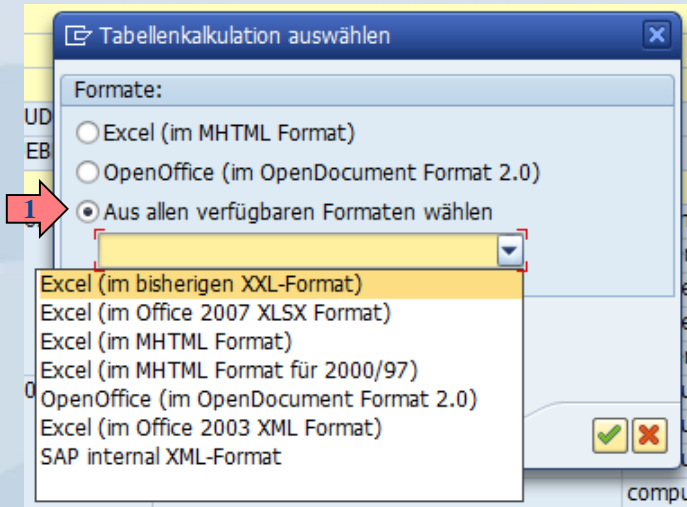 Tabellenkalkulation auswählen
Formate:
UD
Excel (im MHTML Format)
EB
OpenOffice (im OpenDocument Format 2.0)
1
Aus allen verfügbaren Formaten wählen
Excel (im bisherigen XXL-Format)
Excel (im Office 2007 XLSX Format)
Excel (im MHTML Format)
Excel (im MHTML Format für 2000/97)
0
OpenOffice (im OpenDocument Format 2.0)
Excel (im Office 2003 XML Format)
SAP internal XML-Format
compu